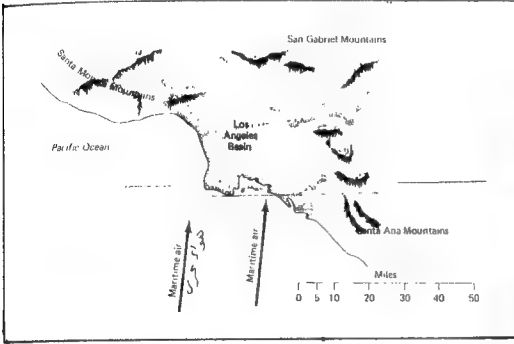 San Gabriel Mountains
Santa Monica Mountains
Los
Angeles
Basin
Pacific Ocean
Maritime air
Maritime air
Santa Ana Mountains
Miles
0 5 10 20 30 40 50